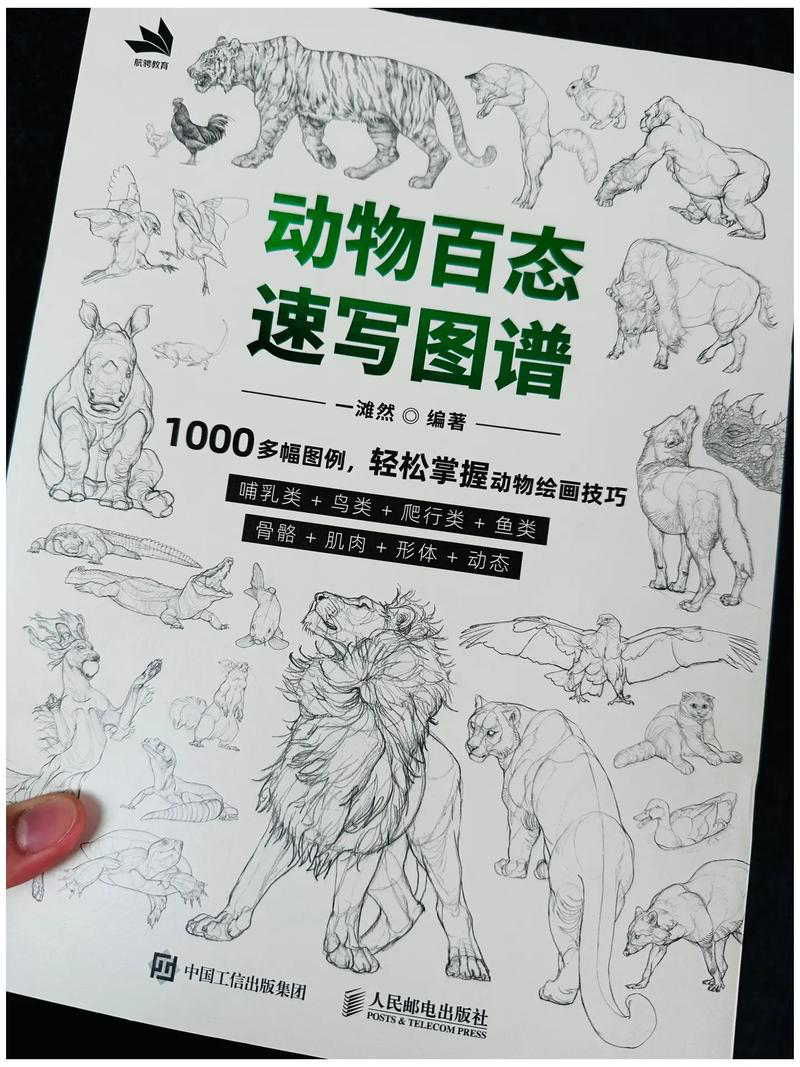 航骋教育
动物百态
速写图谱
一滩然 ◎ 编著
1000多幅图例，轻松掌握动物绘画技巧
哺乳类 + 鸟类 + 爬行类 + 鱼类
骨骼 + 肌肉 + 形体 + 动态
中国工信出版集团
人民邮电出版社
POSTS & TELECOM PRESS